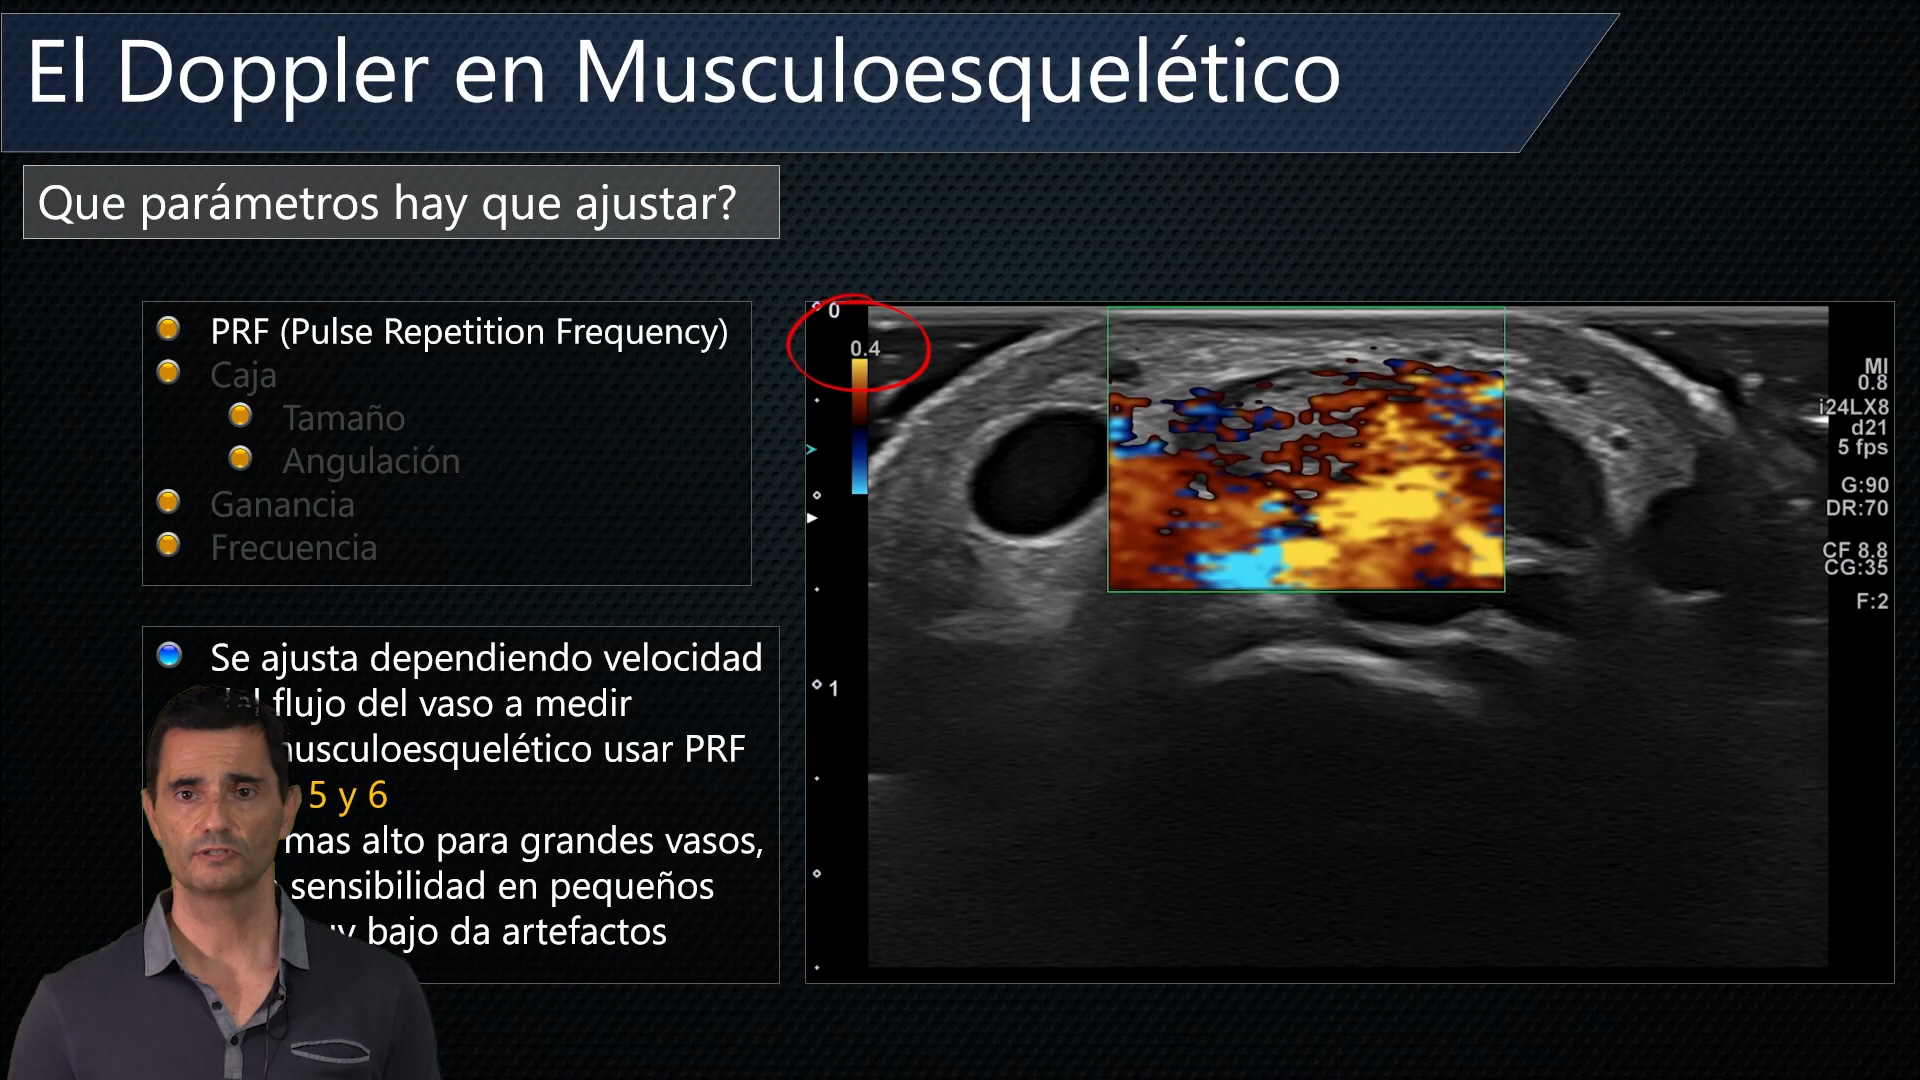 El Doppler en Musculoesquelético
Que parámetros hay que ajustar?
PRF (Pulse Repetition Frequency)
Caja
Tamaño
Angulación
Ganancia
Frecuencia
Se ajusta dependiendo velocidad
flujo del vaso a medir
musculoesquelético usar PRF
5 y 6
mas alto para grandes vasos,
sensibilidad en pequeños
bajo da artefactos
0
0.4
1
MI
0.8
i24LX8
d21
5 fps
G:90
DR:70
CF 8.8
CG:35
F:2